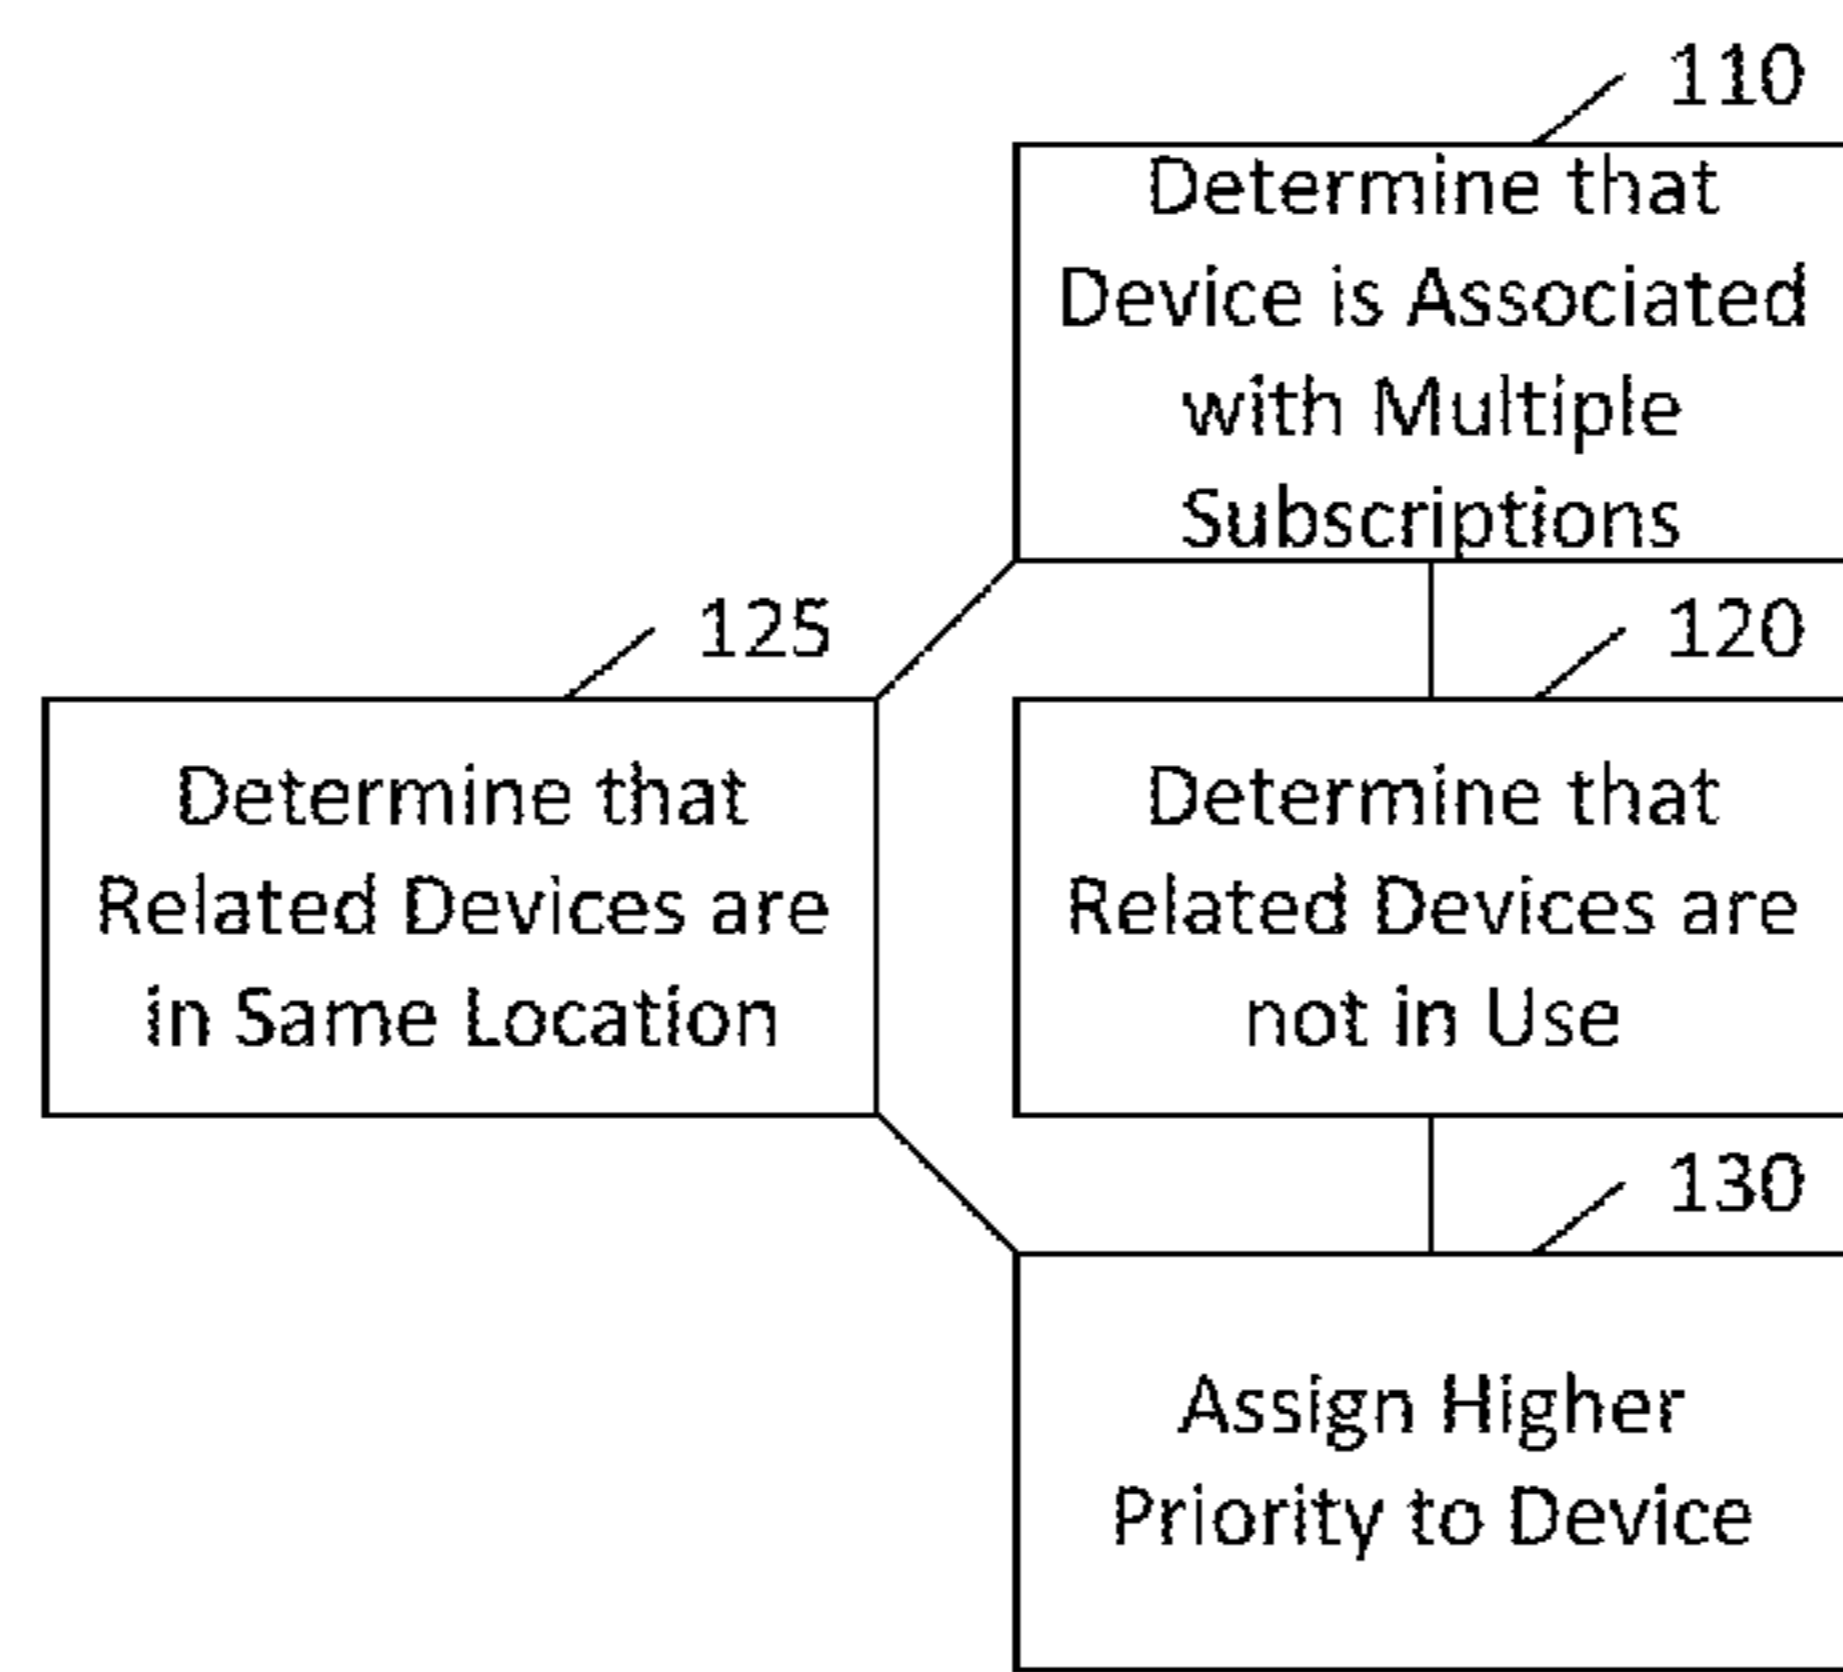 110
Determine that
Device is Associated
with Multiple
Subscriptions
125
Determine that
Related Devices are
in Same Location
120
Determine that
Related Devices are
not in Use
130
Assign Higher
Priority to Device